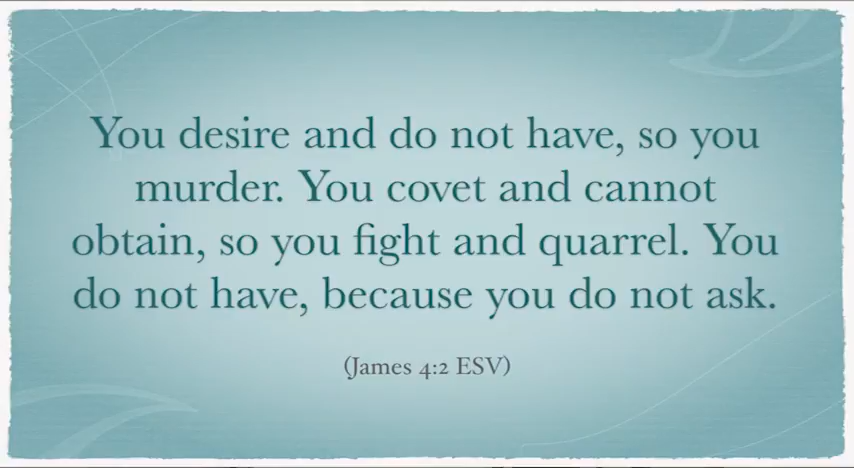 You desire and do not have, so you
murder. You covet and cannot
obtain, so you fight and quarrel. You
do not have, because you do not ask.
(James 4:2 ESV)